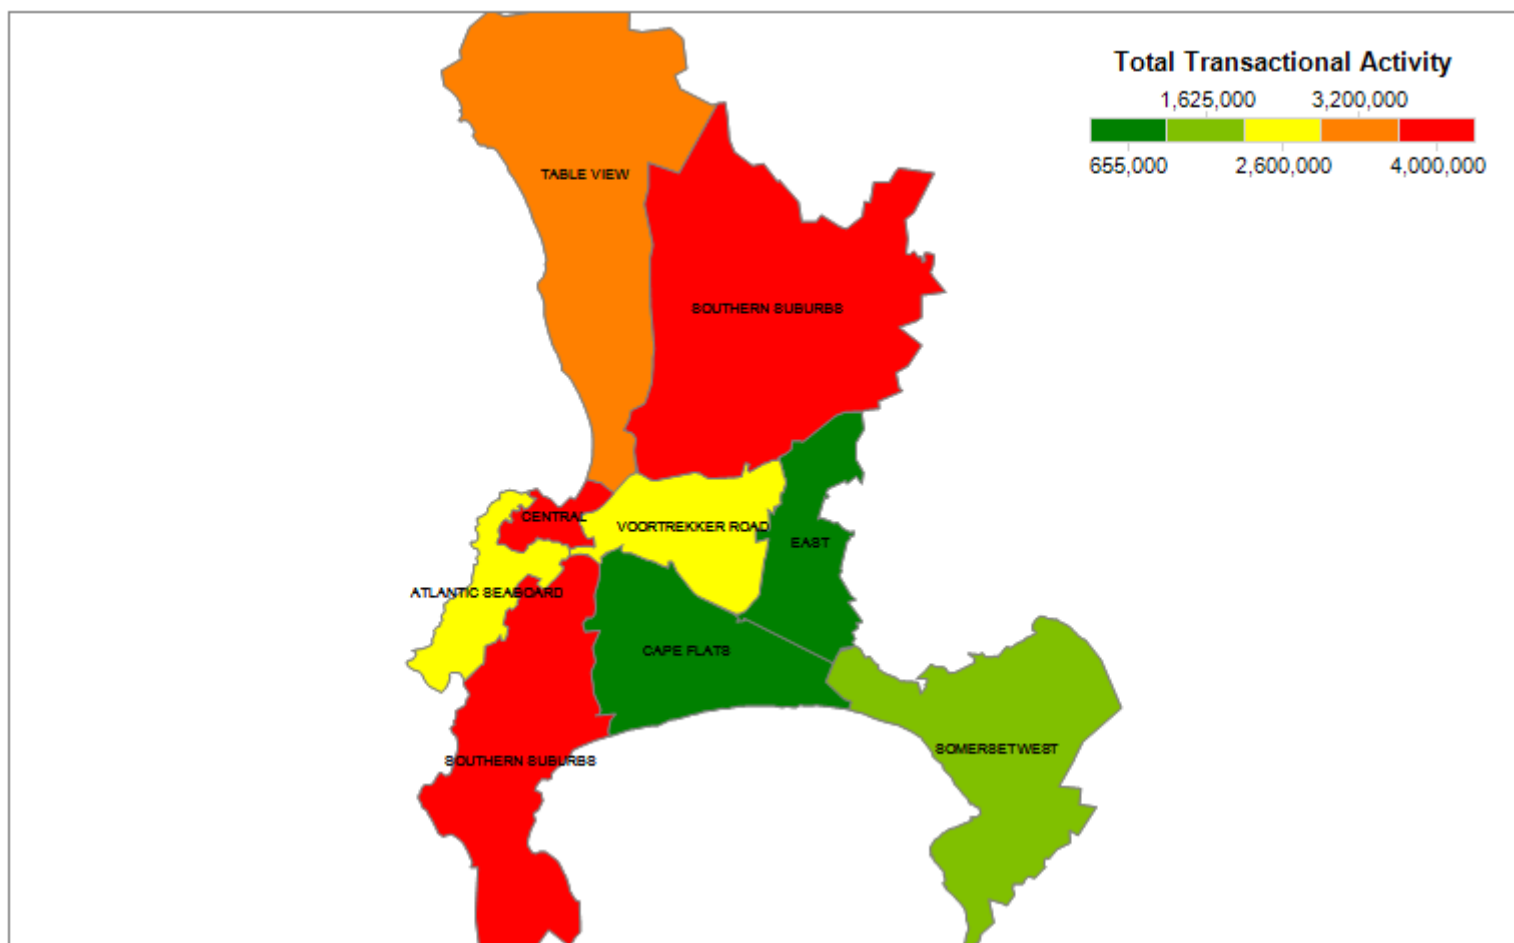 Total Transactional Activity
1,625,000 3,200,000
655,000 2,600,000 4,000,000
TABLE VIEW
SOUTHERN SUBURBS
CENTRAL
VOORTREKKER ROAD
EAST
ATLANTIC SEABOARD
CAPE FLATS
SOMERSETWEST
SOUTHERN SUBURBS